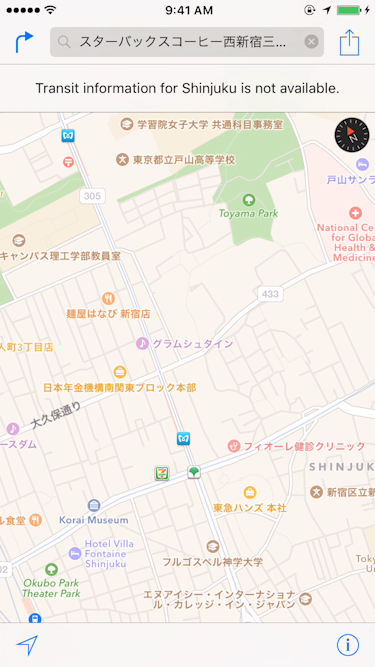 9:41 AM
スターバックスコーヒー西新宿三...
Transit information for Shinjuku is not available.
学習院女子大学 共通科目事務室
東京都立戸山高等学校
戸山サンラ
305
Toyama Park
National Ce
for Globa
Health &
Medicine
キャンパス理工学部教員室
433
麺屋はなび 新宿店
グラムシュタイン
人町3丁目店
日本年金機構南関東ブロック本部
大久保通り
ースダム
フィオーレ健診クリニック
SHINJUK
新宿区立新
東急ハンズ 本社
ル食堂
Korai Museum
Hotel Villa
Fontaine
Shinjuku
フルゴスペル神学大学
02
Okubo Park
Theater Park
Toky
Un
エヌアイシー・インターナショナ
ル・カレッジ・イン・ジャパン